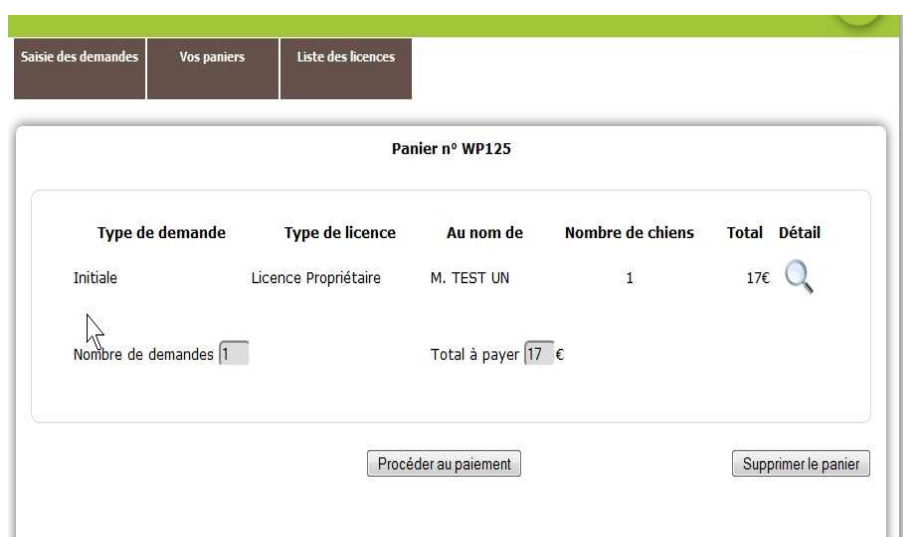 Saisie des demandes Vos paniers Liste des licences
Panier n° WP125
Type de demande Type de licence Au nom de Nombre de chiens Total Détail
Initiale Licence Propriétaire M. TEST UN 1 17€
Nombre de demandes 1 Total à payer 17 €
Procéder au paiement Supprimer le panier